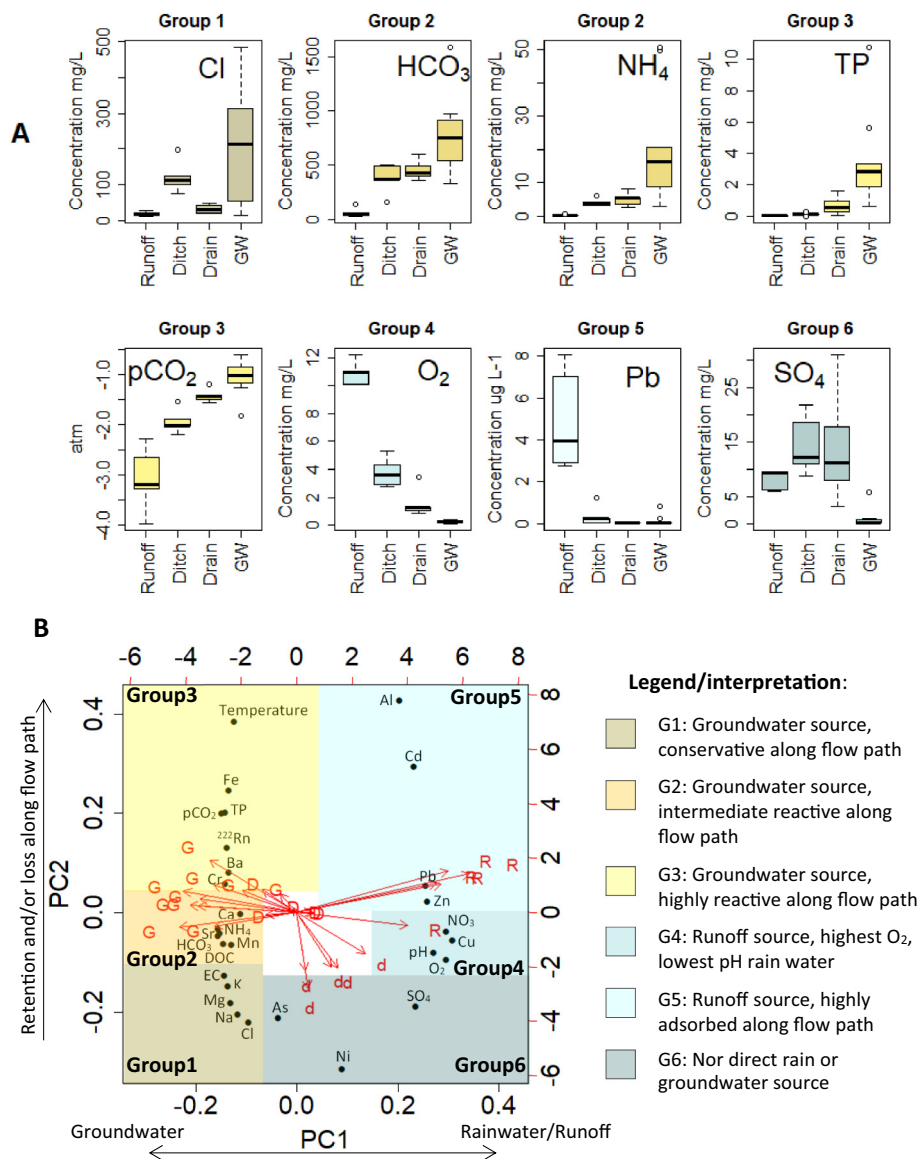 A
Group 1
Cl
Concentration mg/L
0 100 300 500
Runoff Ditch Drain GW
Group 2
HCO3
Concentration mg/L
0 500 1000 1500
Runoff Ditch Drain GW
Group 2
NH4
Concentration mg/L
0 10 20 30 40 50
Runoff Ditch Drain GW
Group 3
TP
Concentration mg/L
0 2 4 6 8 10
Runoff Ditch Drain GW
Group 3
pCO2
atm
-4.0 -3.0 -2.0 -1.0
Runoff Ditch Drain GW
Group 4
O2
Concentration mg/L
0 2 4 6 8 12
Runoff Ditch Drain GW
Group 5
Pb
Concentration ug L-1
0 2 4 6 8
Runoff Ditch Drain GW
Group 6
SO4
Concentration mg/L
0 5 15 25
Runoff Ditch Drain GW
B
-6 -4 -2 0 2 4 6 8
Group3
Group5
Temperature
Al
Cd
Fe
pCO2 TP
222Rn
Ba
Cr
Pb
Zn
Ca
NH4
Sr
HCO3 Mn
DOC
NO3
Cu
pH
O2
Group2
Group4
EC
K
Mg
Na
Cl
As
SO4
Ni
Group1
Group6
G G G G G G G G G
D D D D D
d d d d d d
R R R R R
0.4 0.2 0.0 -0.2
8 6 4 2 0 -2 -4 -6
-0.2 0.0 0.2 0.4
PC2
Retention and/or loss along flow path
Groundwater
PC1
Rainwater/Runoff
Legend/interpretation:
G1: Groundwater source,
conservative along flow path
G2: Groundwater source,
intermediate reactive along
flow path
G3: Groundwater source,
highly reactive along flow
path
G4: Runoff source, highest O2,
lowest pH rain water
G5: Runoff source, highly
adsorbed along flow path
G6: Nor direct rain or
groundwater source